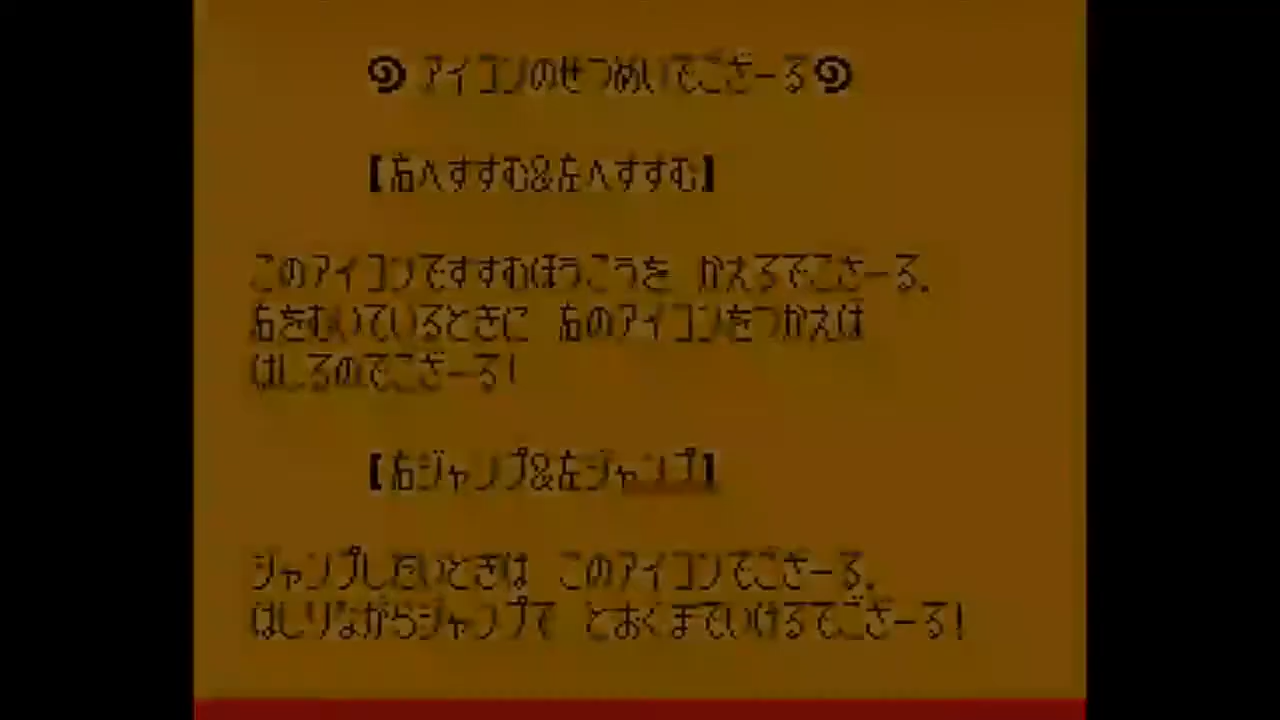 アイコンのせつめいでござーる
【右へすすむ&左へすすむ】
このアイコンですすむほうこうを かえるでござーる.
右をむいているときに 右のアイコンをつかえば
はしるのでござーる!
【右ジャンプ&左ジャンプ】
ジャンプしたいときは このアイコンでござーる.
はしりながらジャンプで とおくまでいけるでござーる!